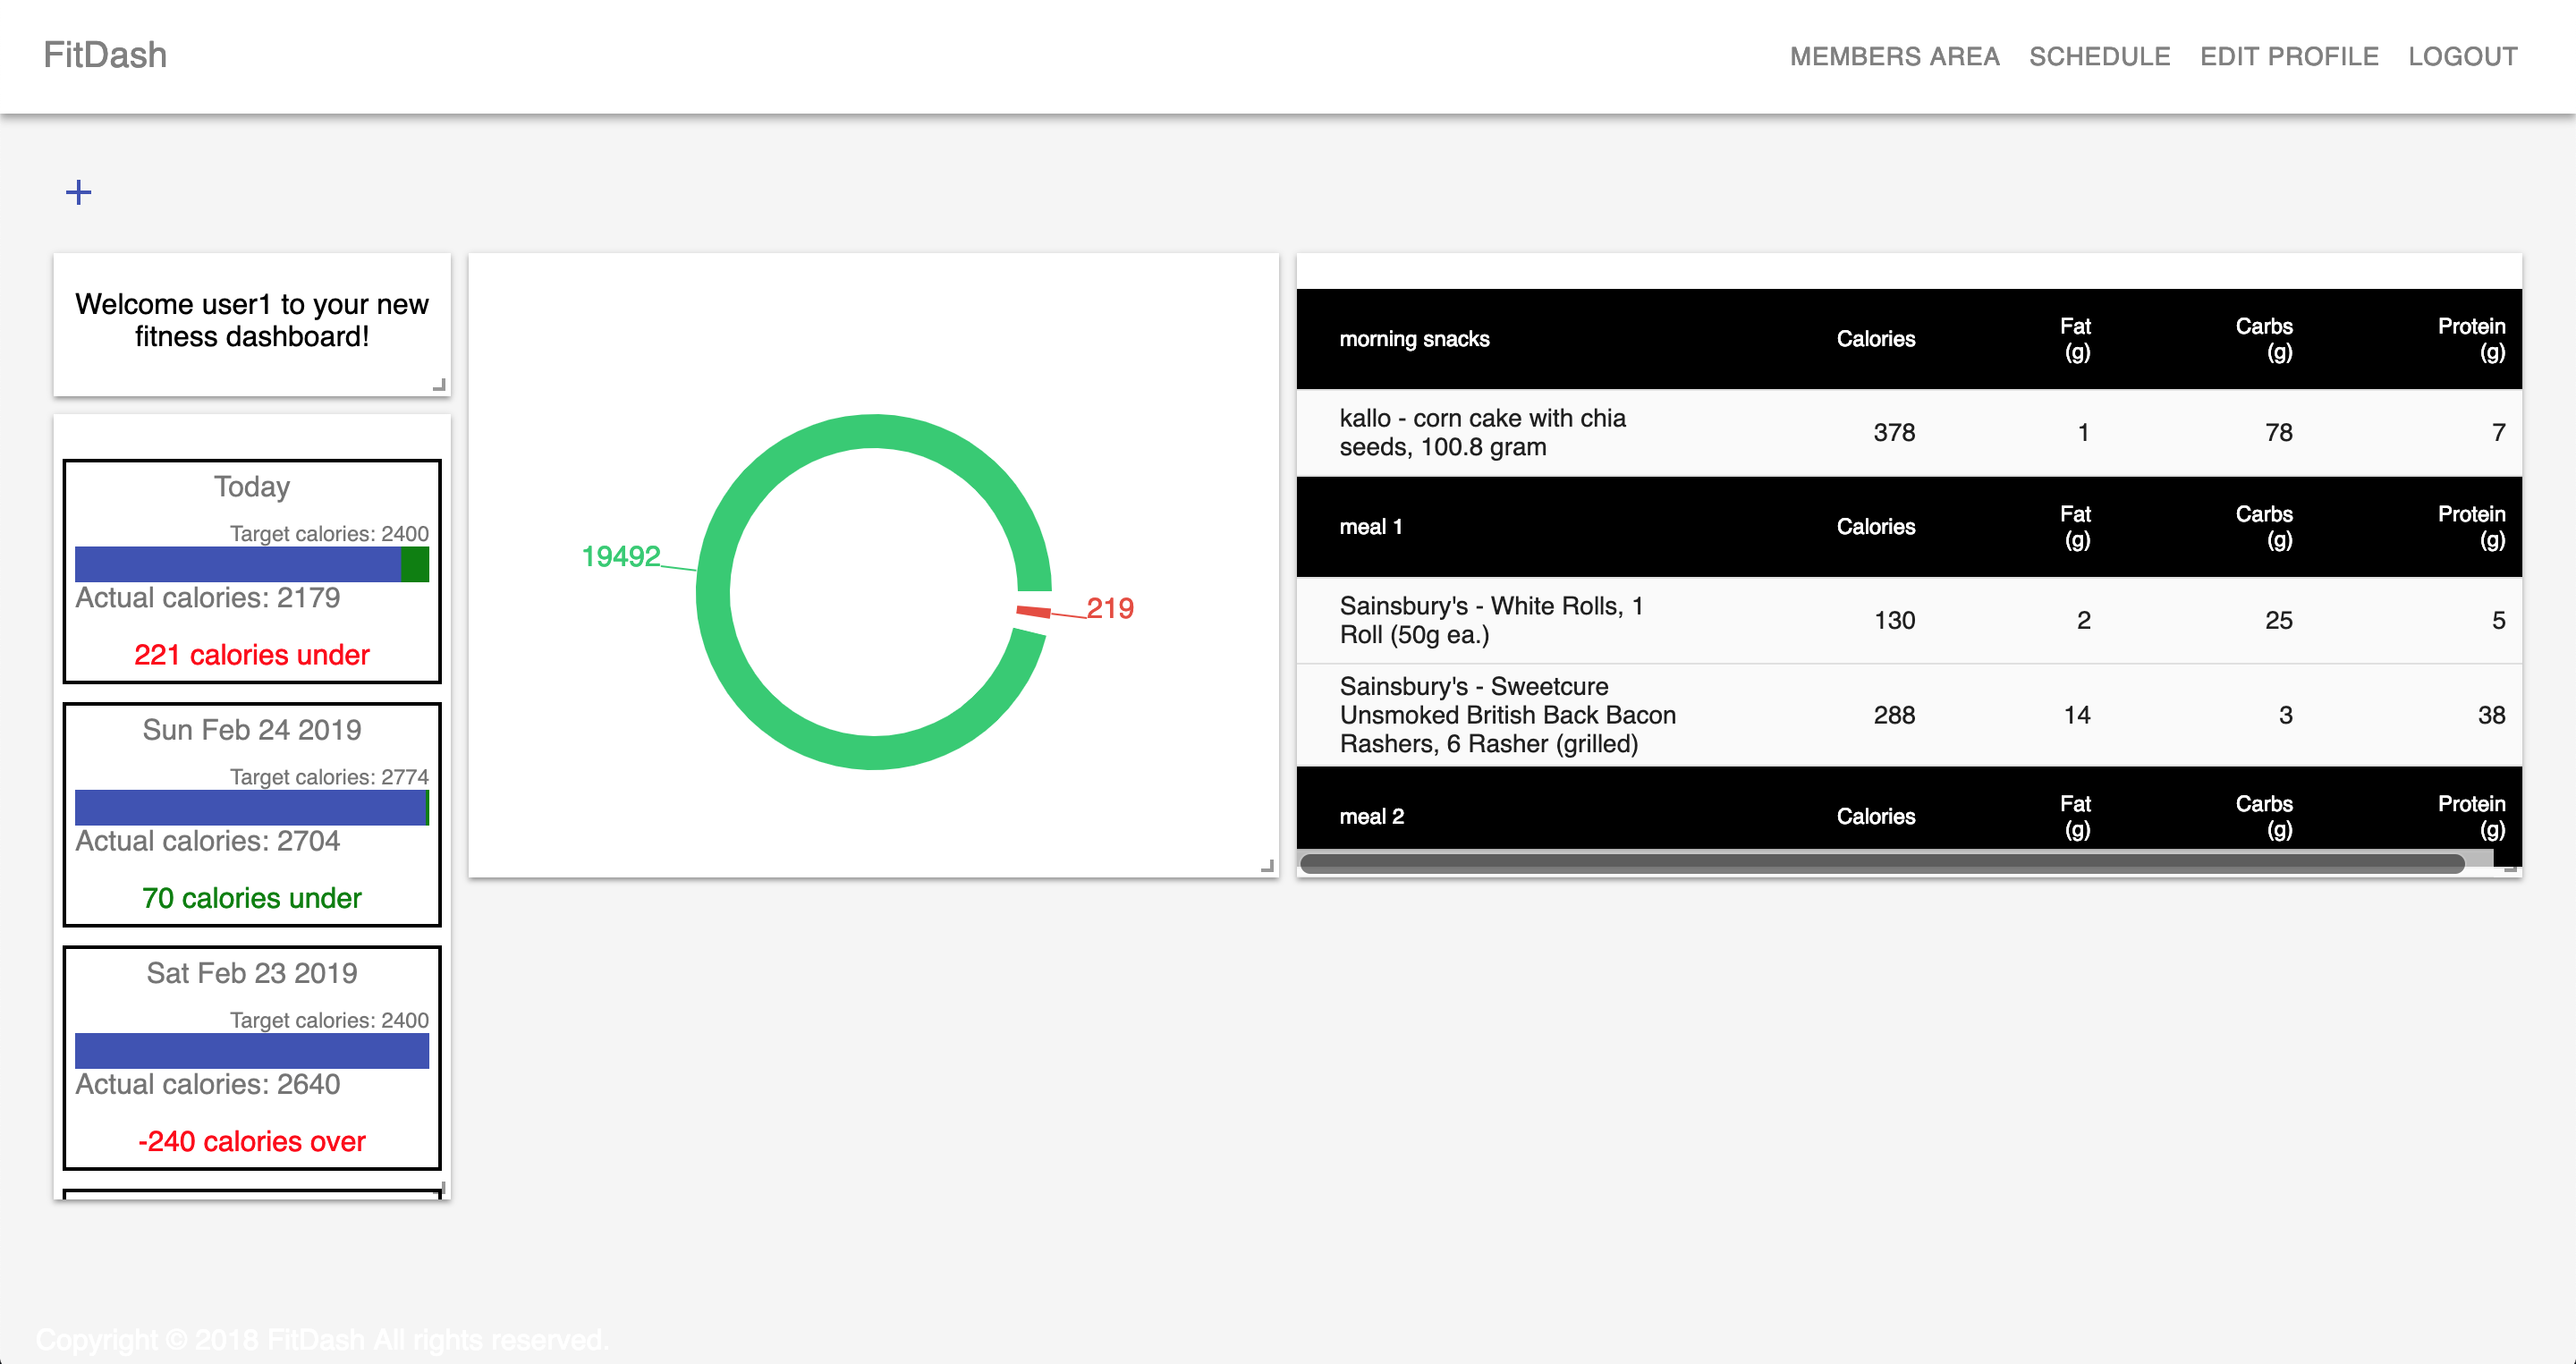 FitDash
MEMBERS AREA SCHEDULE EDIT PROFILE LOGOUT
+
Welcome user1 to your new
fitness dashboard!
Today
Target calories: 2400
Actual calories: 2179
221 calories under
Sun Feb 24 2019
Target calories: 2774
Actual calories: 2704
70 calories under
Sat Feb 23 2019
Target calories: 2400
Actual calories: 2640
-240 calories over
19492
219
morning snacks Calories Fat (g) Carbs (g) Protein (g)
kallo - corn cake with chia
seeds, 100.8 gram 378 1 78 7
meal 1 Calories Fat (g) Carbs (g) Protein (g)
Sainsbury's - White Rolls, 1
Roll (50g ea.) 130 2 25 5
Sainsbury's - Sweetcure
Unsmoked British Back Bacon
Rashers, 6 Rasher (grilled) 288 14 3 38
meal 2 Calories Fat (g) Carbs (g) Protein (g)
Copyright © 2018 FitDash All rights reserved.